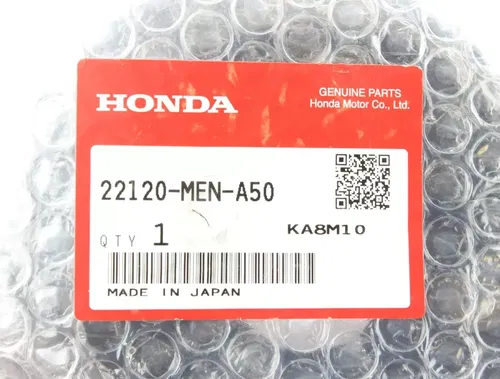 HONDA
GENUINE PARTS
Honda Motor Co., Ltd.
22120-MEN-A50
QTY 1
KA8M10
MADE IN JAPAN